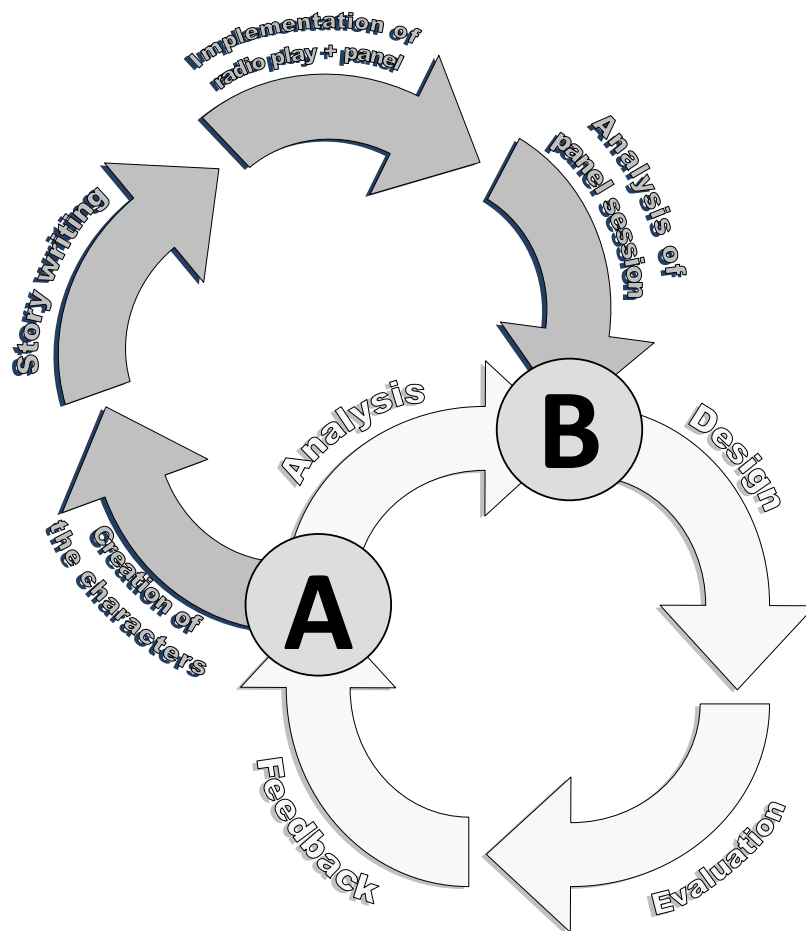 Implementation of
radio play + panel
Analysis of
panel session
Story writing
Analysis
B
Design
Creation of
the characters
A
Feedback
Evaluation